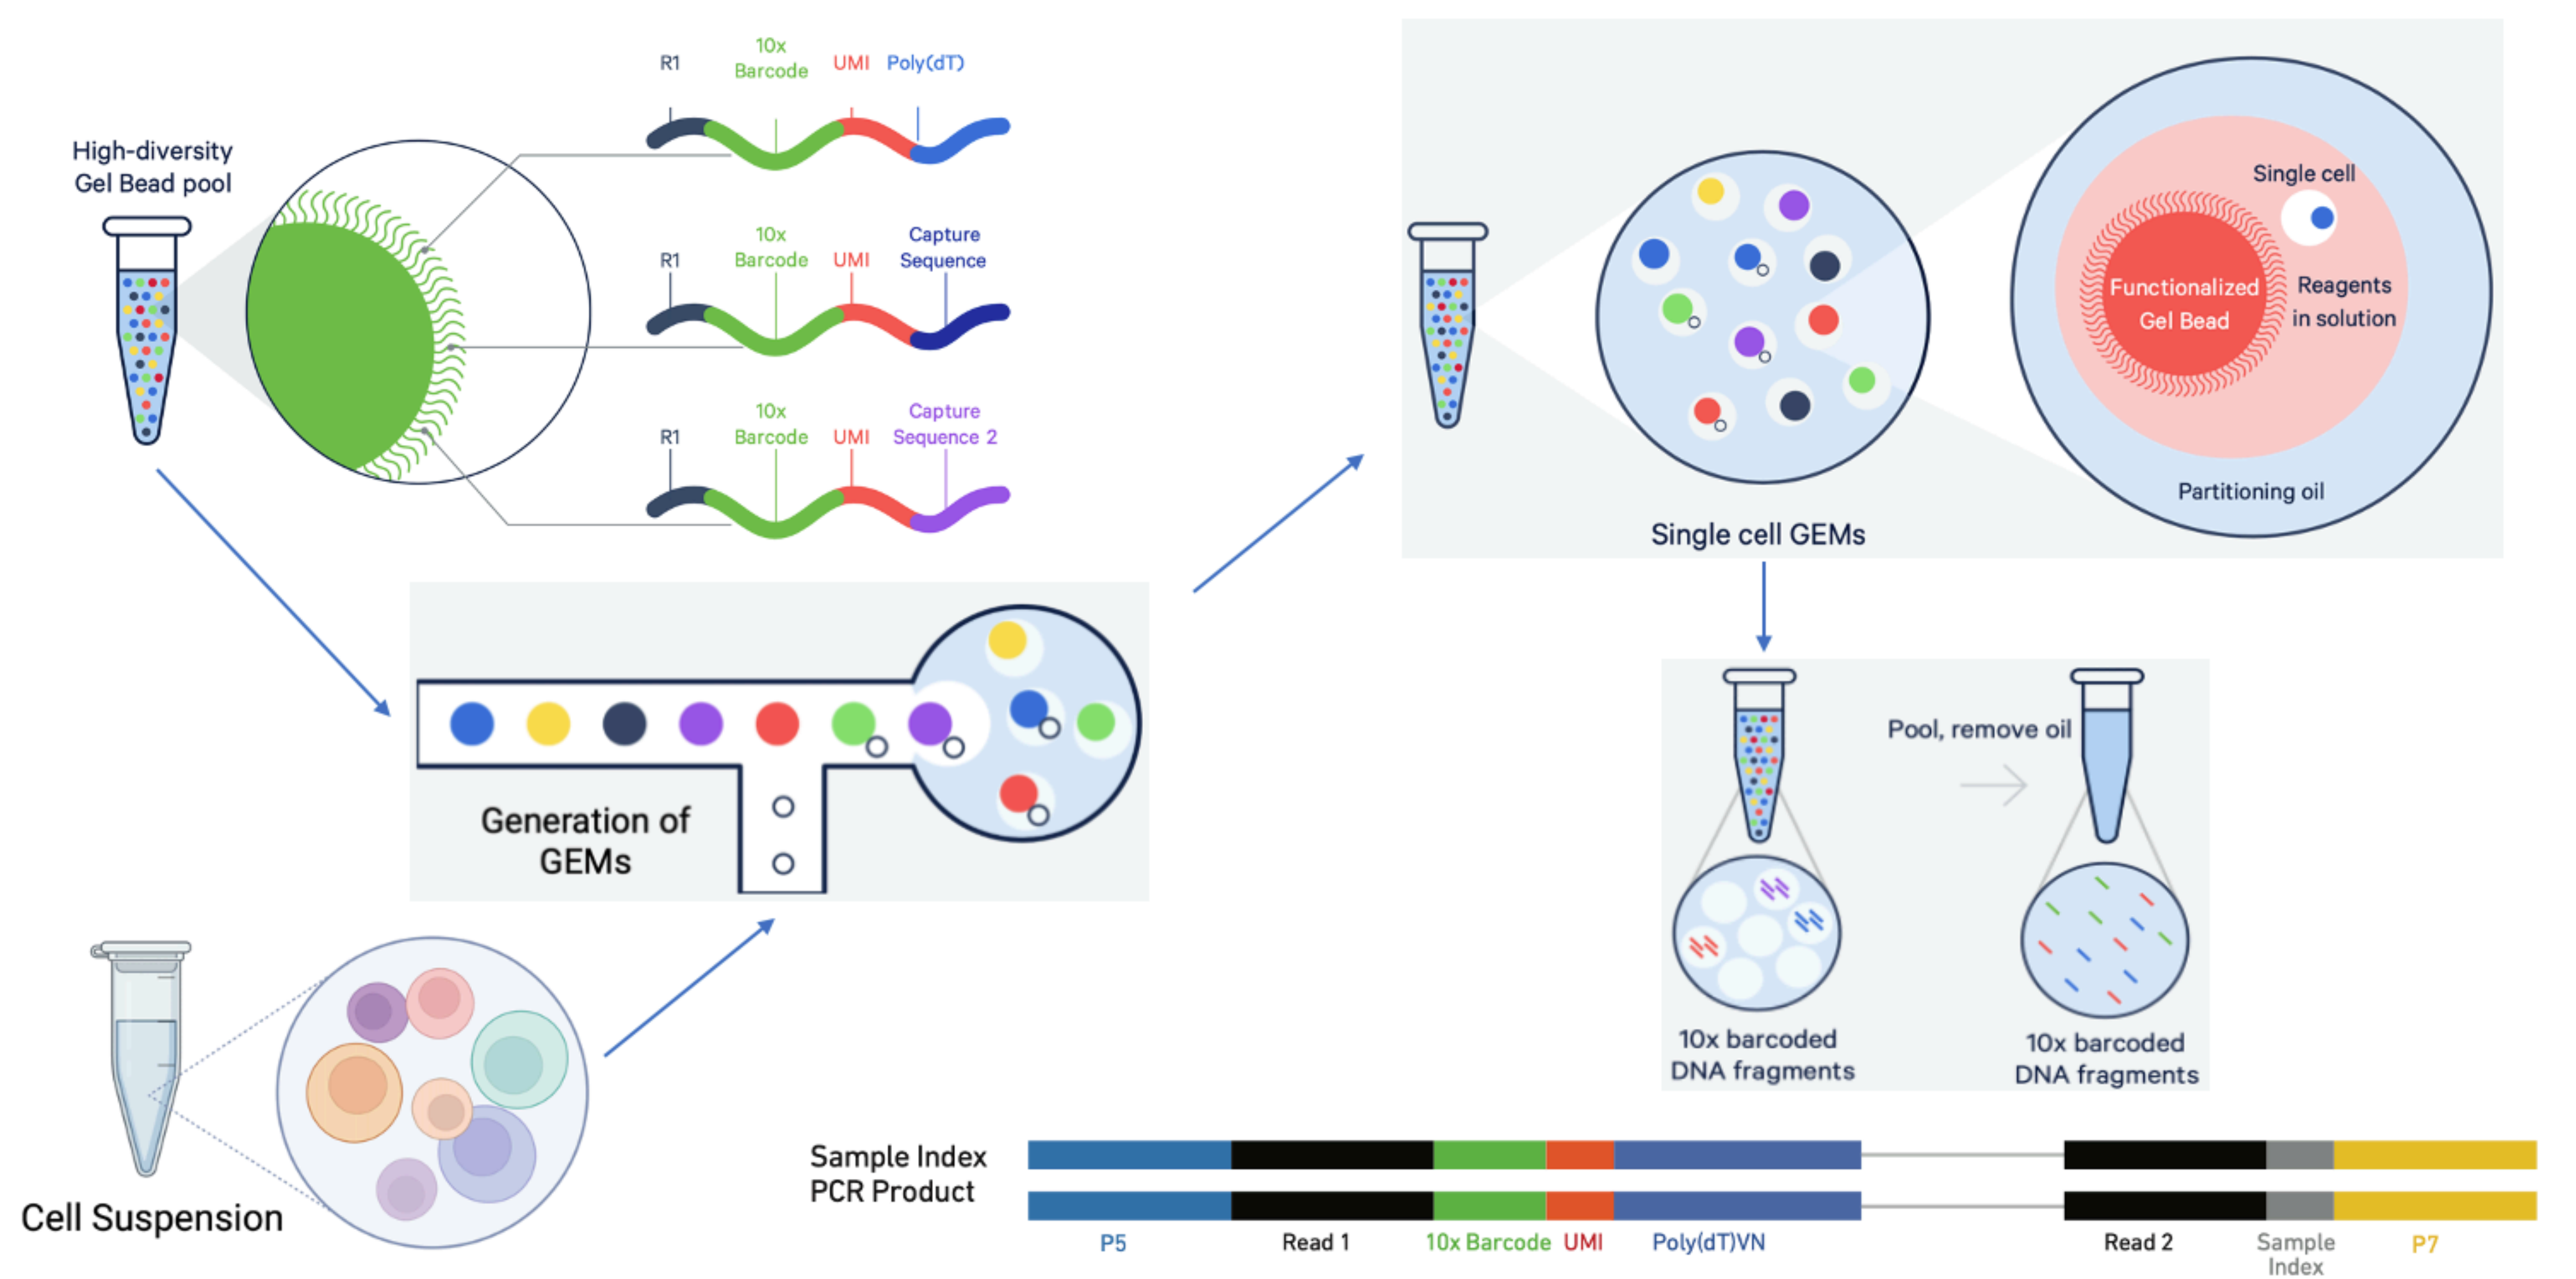 High-diversity
Gel Bead pool
R1
10x
Barcode
UMI
Poly(dT)
R1
10x
Barcode
UMI
Capture
Sequence
R1
10x
Barcode
UMI
Capture
Sequence 2
Generation of
GEMs
Cell Suspension
Single cell GEMs
Single cell
Functionalized
Gel Bead
Reagents
in solution
Partitioning oil
Pool, remove oil
10x barcoded
DNA fragments
10x barcoded
DNA fragments
Sample Index
PCR Product
P5
Read 1
10x Barcode
UMI
Poly(dT)VN
Read 2
Sample
Index
P7